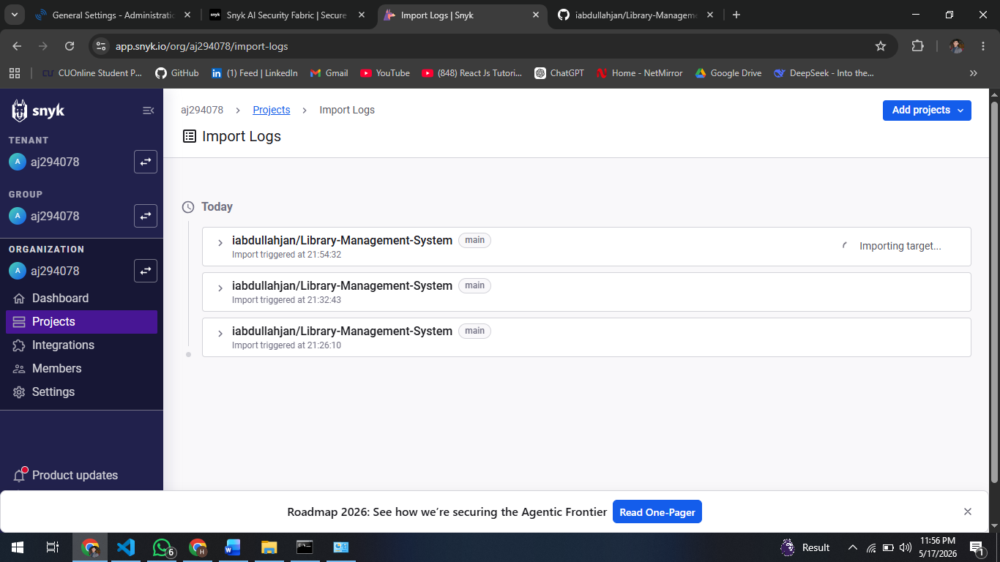 General Settings - Administratio
Snyk AI Security Fabric | Secure
Import Logs | Snyk
iabdullahjan/Library-Managem
app.snyk.io/org/aj294078/import-logs
CUOnline Student P...
GitHub
(1) Feed | LinkedIn
Gmail
YouTube
(848) React Js Tutori...
ChatGPT
Home - NetMirror
Google Drive
DeepSeek - Into the...
snyk
TENANT
A aj294078
GROUP
A aj294078
ORGANIZATION
A aj294078
Dashboard
Projects
Integrations
Members
Settings
Product updates
aj294078 > Projects > Import Logs
Add projects
Import Logs
Today
iabdullahjan/Library-Management-System main
Import triggered at 21:54:32
Importing target...
iabdullahjan/Library-Management-System main
Import triggered at 21:32:43
iabdullahjan/Library-Management-System main
Import triggered at 21:26:10
Roadmap 2026: See how we're securing the Agentic Frontier
Read One-Pager
6
H
Result
11:56 PM
5/17/2026
1